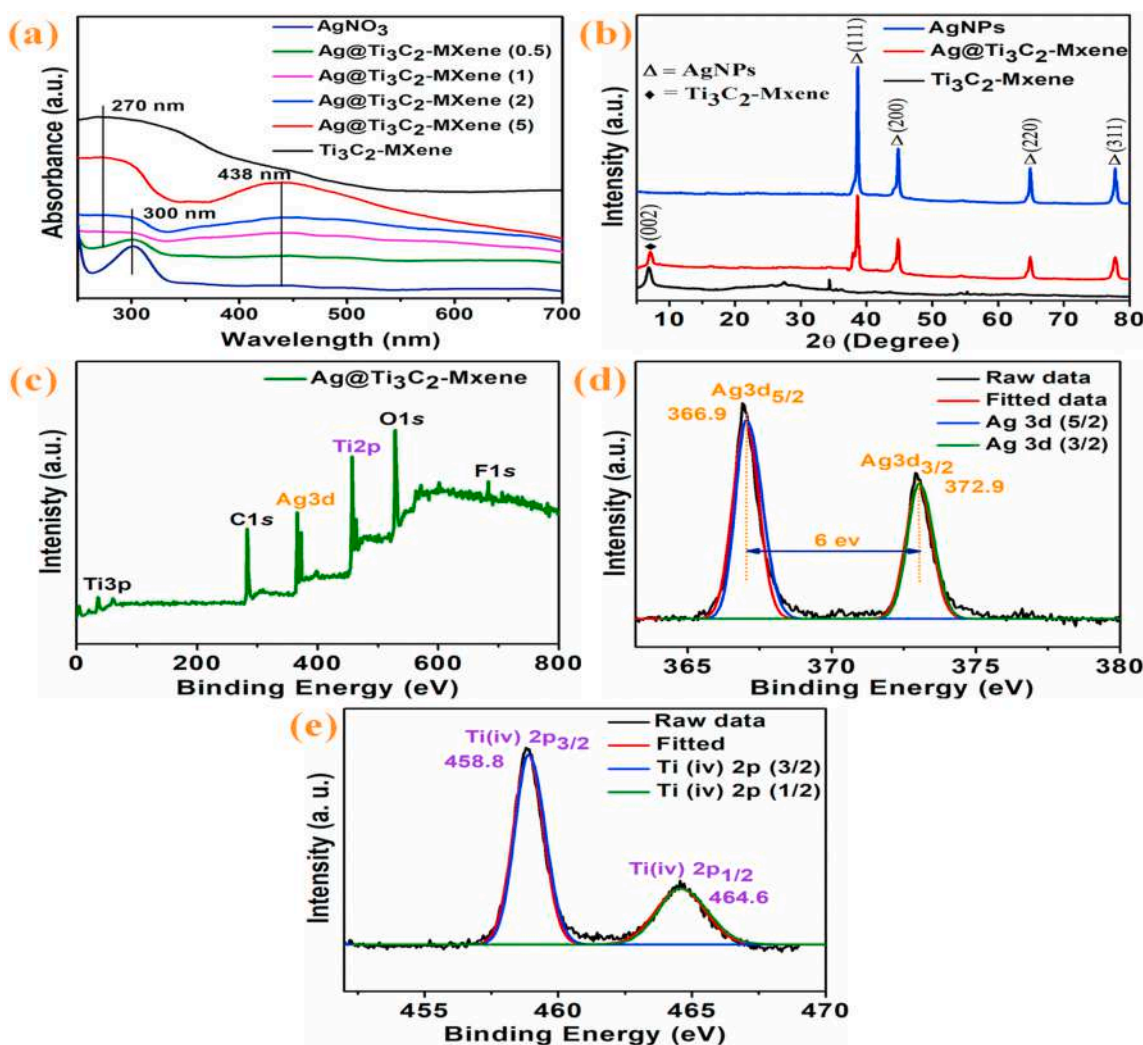 (a)
AgNO₃
Ag@Ti₃C₂-MXene (0.5)
Ag@Ti₃C₂-MXene (1)
Ag@Ti₃C₂-MXene (2)
Ag@Ti₃C₂-MXene (5)
Ti₃C₂-MXene
270 nm
438 nm
300 nm
Absorbance (a.u.)
300 400 500 600 700
Wavelength (nm)
(b)
AgNPs
Ag@Ti₃C₂-Mxene
Ti₃C₂-Mxene
Δ = AgNPs
◆ = Ti₃C₂-Mxene
◆(002)
Δ(111)
Δ(200)
Δ(220)
Δ(311)
Intensity (a.u.)
10 20 30 40 50 60 70 80
2θ (Degree)
(c)
Ag@Ti₃C₂-Mxene
Ti3p
C1s
Ag3d
Ti2p
O1s
F1s
Intenisty (a.u.)
0 200 400 600 800
Binding Energy (eV)
(d)
Raw data
Fitted data
Ag 3d (5/2)
Ag 3d (3/2)
Ag3d5/2
366.9
Ag3d3/2
372.9
6 ev
Intensity (a.u.)
365 370 375 380
Binding Energy (eV)
(e)
Raw data
Fitted
Ti (iv) 2p (3/2)
Ti (iv) 2p (1/2)
Ti(iv) 2p3/2
458.8
Ti(iv) 2p1/2
464.6
Intensity (a. u.)
455 460 465 470
Binding Energy (eV)